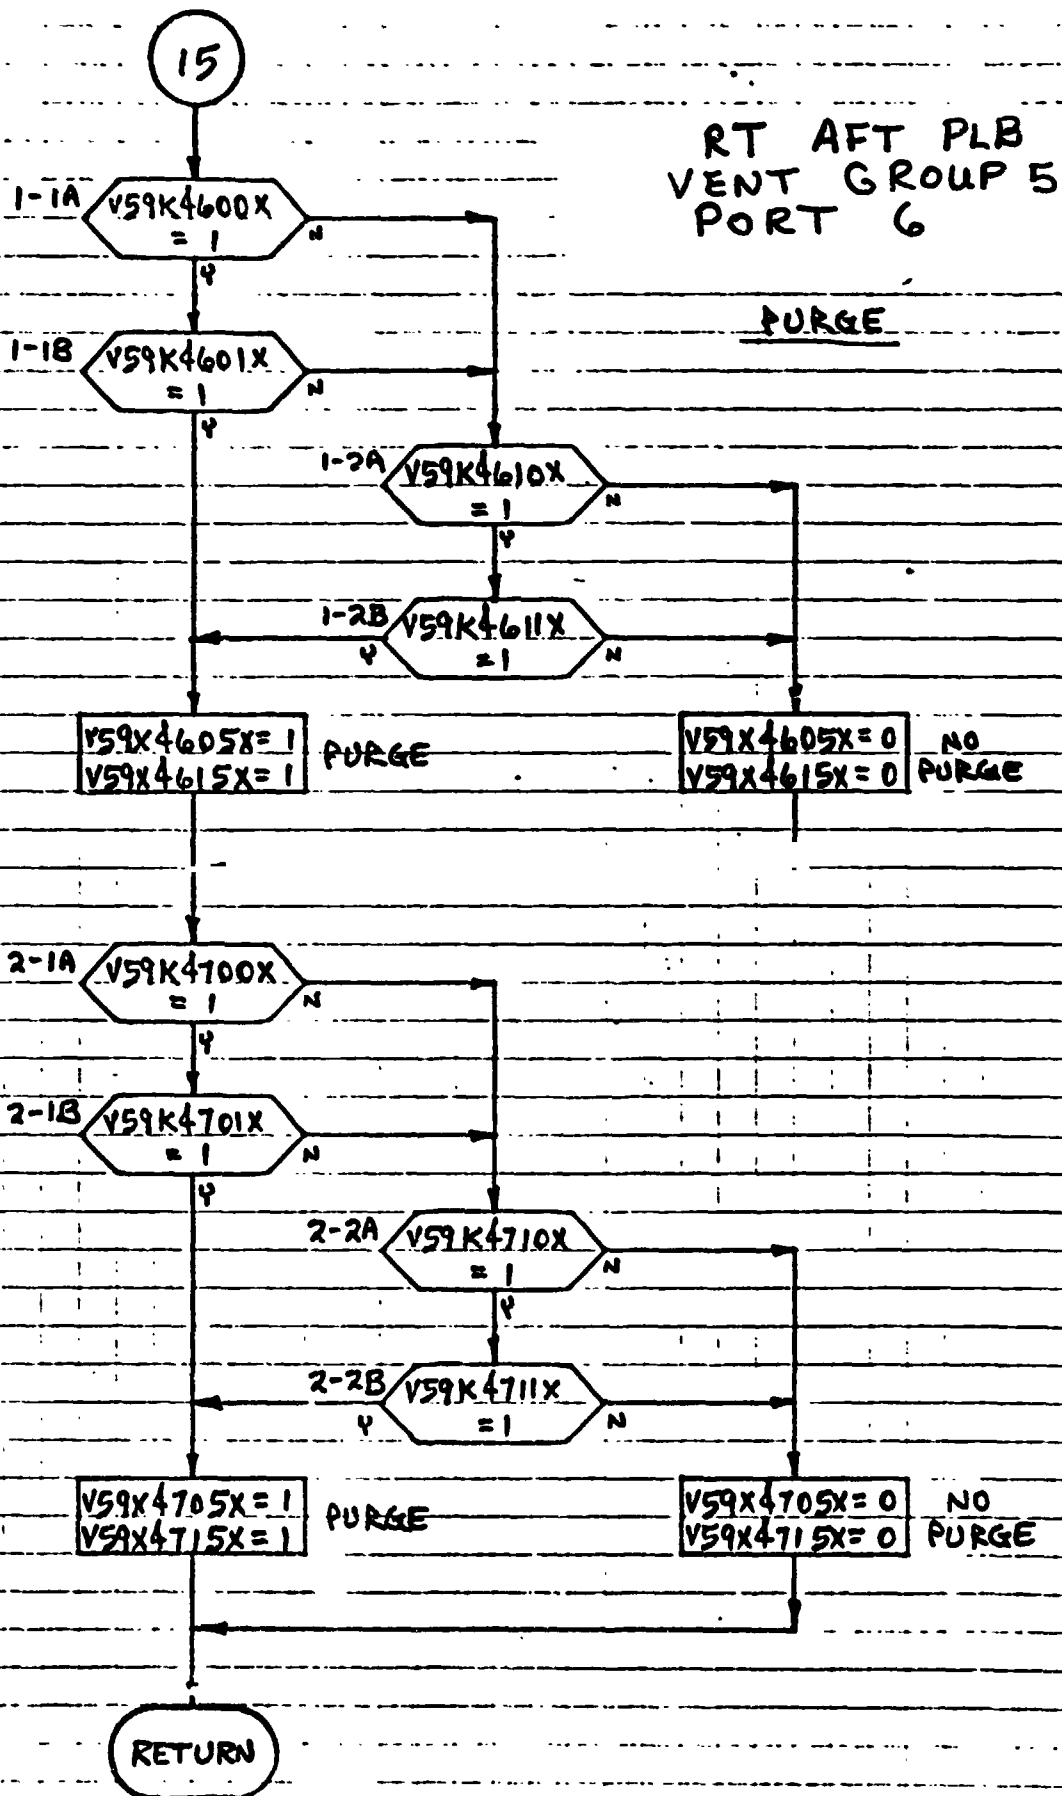 15
RT AFT PLB
VENT GROUP 5
PORT 6
PURGE
1-1A
V59K4600X
= 1
N
Y
1-1B
V59K4601X
= 1
N
Y
1-2A
V59K4610X
= 1
N
Y
1-2B
V59K4611X
= 1
Y
N
V59X4605X= 1
V59X4615X= 1
PURGE
V59X4605X= 0
V59X4615X= 0
NO
PURGE
2-1A
V59K4700X
= 1
N
Y
2-1B
V59K4701X
= 1
N
Y
2-2A
V59K4710X
= 1
N
Y
2-2B
V59K4711X
= 1
Y
N
V59X4705X= 1
V59X4715X= 1
PURGE
V59X4705X= 0
V59X4715X= 0
NO
PURGE
RETURN